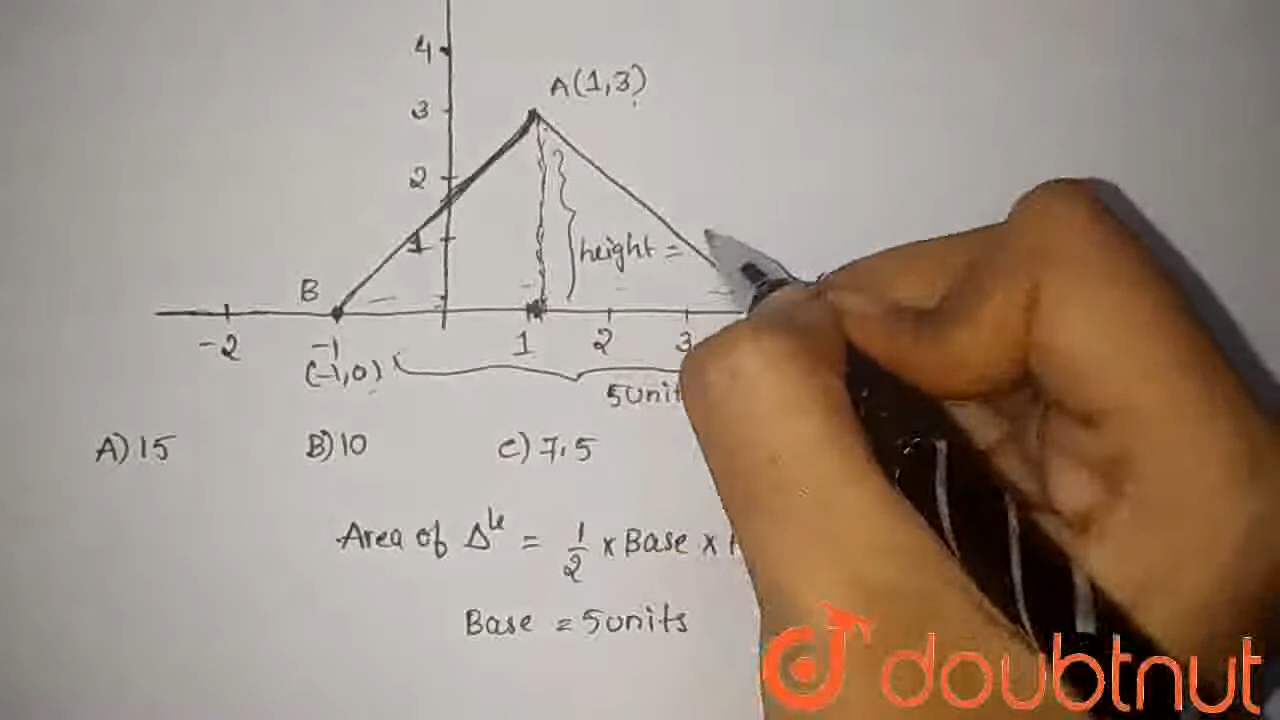 4
A(1,3)
3
2
1
height =
B
-2 -1 1 2 3
(-1,0)
5unit
A)15 B)10 C)7.5
Area of Δle = 1/2 × Base ×
Base = 5units
doubtnut